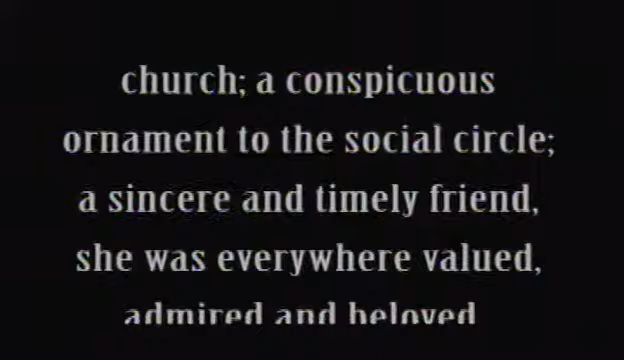 church; a conspicuous
ornament to the social circle;
a sincere and timely friend,
she was everywhere valued,
admired and beloved